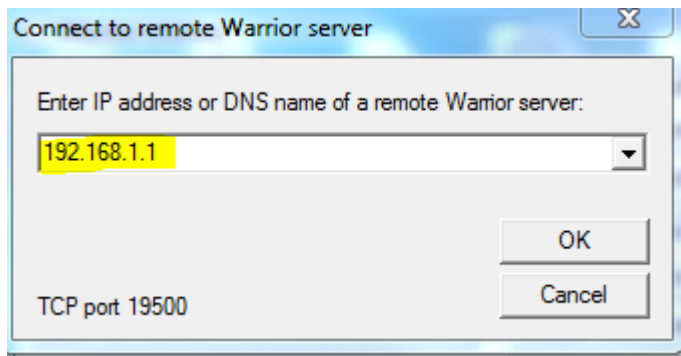 Connect to remote Warrior server
Enter IP address or DNS name of a remote Warrior server:
192.168.1.1
OK
Cancel
TCP port 19500